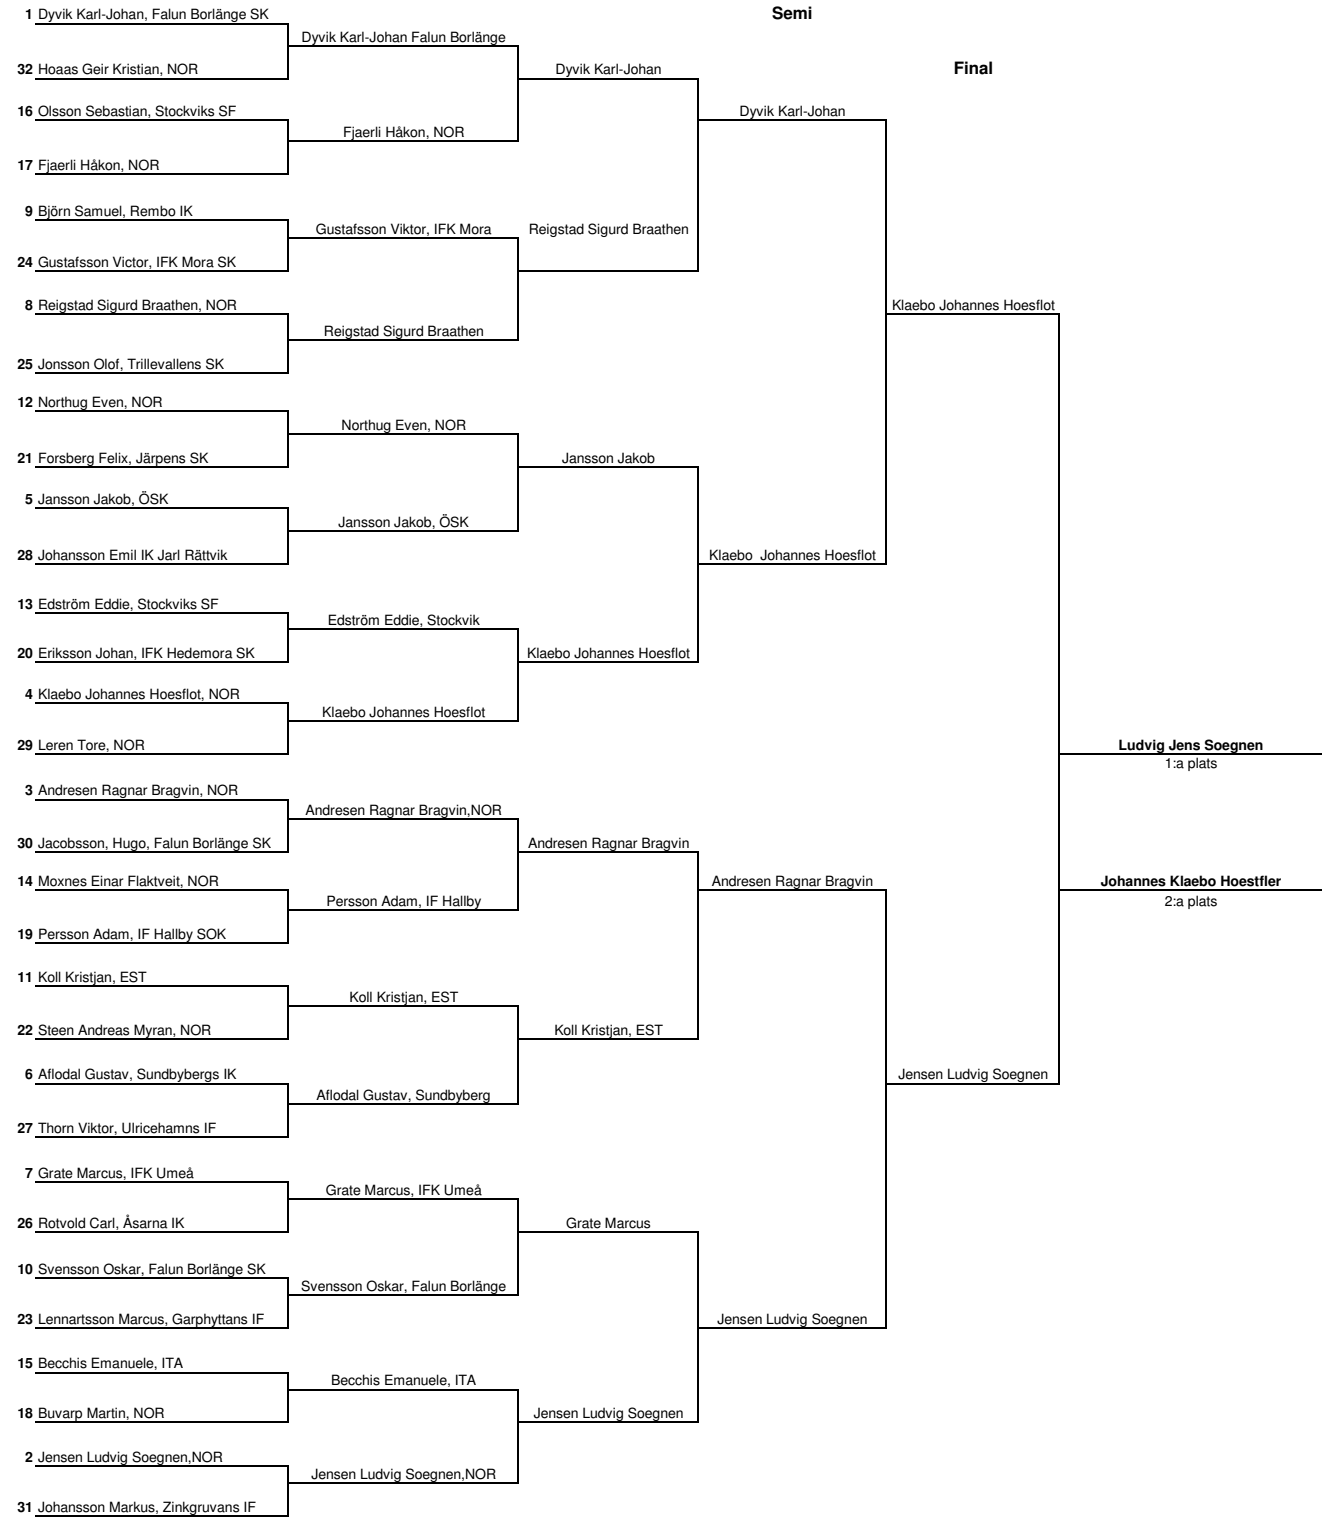 1 Dyvik Karl-Johan, Falun Borlänge SK
Semi
Dyvik Karl-Johan Falun Borlänge
32 Hoaas Geir Kristian, NOR
Dyvik Karl-Johan
Final
16 Olsson Sebastian, Stockviks SF
Dyvik Karl-Johan
Fjaerli Håkon, NOR
17 Fjaerli Håkon, NOR
9 Björn Samuel, Rembo IK
Gustafsson Viktor, IFK Mora
Reigstad Sigurd Braathen
24 Gustafsson Victor, IFK Mora SK
8 Reigstad Sigurd Braathen, NOR
Klaebo Johannes Hoesflot
Reigstad Sigurd Braathen
25 Jonsson Olof, Trillevallens SK
12 Northug Even, NOR
Northug Even, NOR
21 Forsberg Felix, Järpens SK
Jansson Jakob
5 Jansson Jakob, ÖSK
Jansson Jakob, ÖSK
28 Johansson Emil IK Jarl Rättvik
Klaebo  Johannes Hoesflot
13 Edström Eddie, Stockviks SF
Edström Eddie, Stockvik
20 Eriksson Johan, IFK Hedemora SK
Klaebo Johannes Hoesflot
4 Klaebo Johannes Hoesflot, NOR
Klaebo Johannes Hoesflot
29 Leren Tore, NOR
Ludvig Jens Soegnen
1:a plats
3 Andresen Ragnar Bragvin, NOR
Andresen Ragnar Bragvin,NOR
30 Jacobsson, Hugo, Falun Borlänge SK
Andresen Ragnar Bragvin
14 Moxnes Einar Flaktveit, NOR
Andresen Ragnar Bragvin
Johannes Klaebo Hoestfler
Persson Adam, IF Hallby
2:a plats
19 Persson Adam, IF Hallby SOK
11 Koll Kristjan, EST
Koll Kristjan, EST
22 Steen Andreas Myran, NOR
Koll Kristjan, EST
6 Aflodal Gustav, Sundbybergs IK
Jensen Ludvig Soegnen
Aflodal Gustav, Sundbyberg
27 Thorn Viktor, Ulricehamns IF
7 Grate Marcus, IFK Umeå
Grate Marcus, IFK Umeå
26 Rotvold Carl, Åsarna IK
Grate Marcus
10 Svensson Oskar, Falun Borlänge SK
Svensson Oskar, Falun Borlänge
23 Lennartsson Marcus, Garphyttans IF
Jensen Ludvig Soegnen
15 Becchis Emanuele, ITA
Becchis Emanuele, ITA
18 Buvarp Martin, NOR
Jensen Ludvig Soegnen
2 Jensen Ludvig Soegnen,NOR
Jensen Ludvig Soegnen,NOR
31 Johansson Markus, Zinkgruvans IF